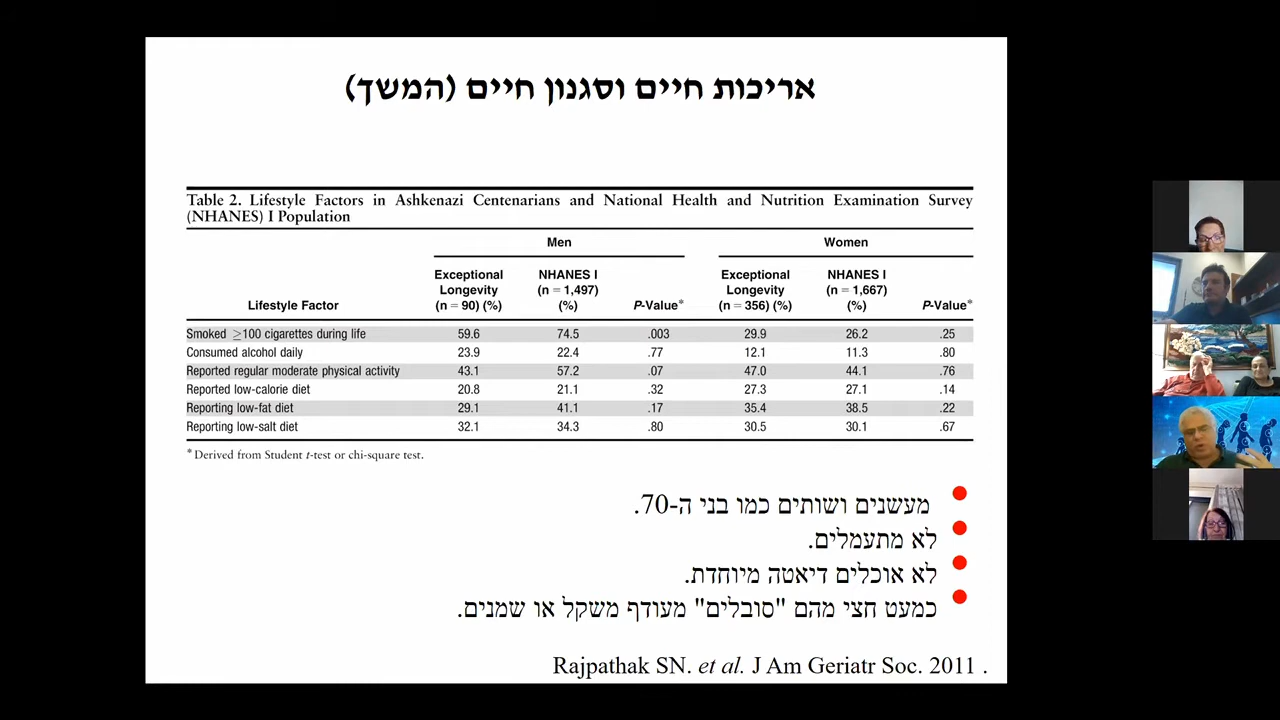 אריכות חיים וסגנון חיים (המשך)
Table 2. Lifestyle Factors in Ashkenazi Centenarians and National Health and Nutrition Examination Survey
(NHANES) I Population
Men Women
Lifestyle Factor Exceptional Longevity (n = 90) (%) NHANES I (n = 1,497) (%) P-Value* Exceptional Longevity (n = 356) (%) NHANES I (n = 1,667) (%) P-Value*
Smoked ≥100 cigarettes during life 59.6 74.5 .003 29.9 26.2 .25
Consumed alcohol daily 23.9 22.4 .77 12.1 11.3 .80
Reported regular moderate physical activity 43.1 57.2 .07 47.0 44.1 .76
Reported low-calorie diet 20.8 21.1 .32 27.3 27.1 .14
Reporting low-fat diet 29.1 41.1 .17 35.4 38.5 .22
Reporting low-salt diet 32.1 34.3 .80 30.5 30.1 .67
* Derived from Student t-test or chi-square test.
● מעשנים ושותים כמו בני ה-70.
● לא מתעמלים.
● לא אוכלים דיאטה מיוחדת.
● כמעט חצי מהם "סובלים" מעודף משקל או שמנים.
Rajpathak SN. et al. J Am Geriatr Soc. 2011 .